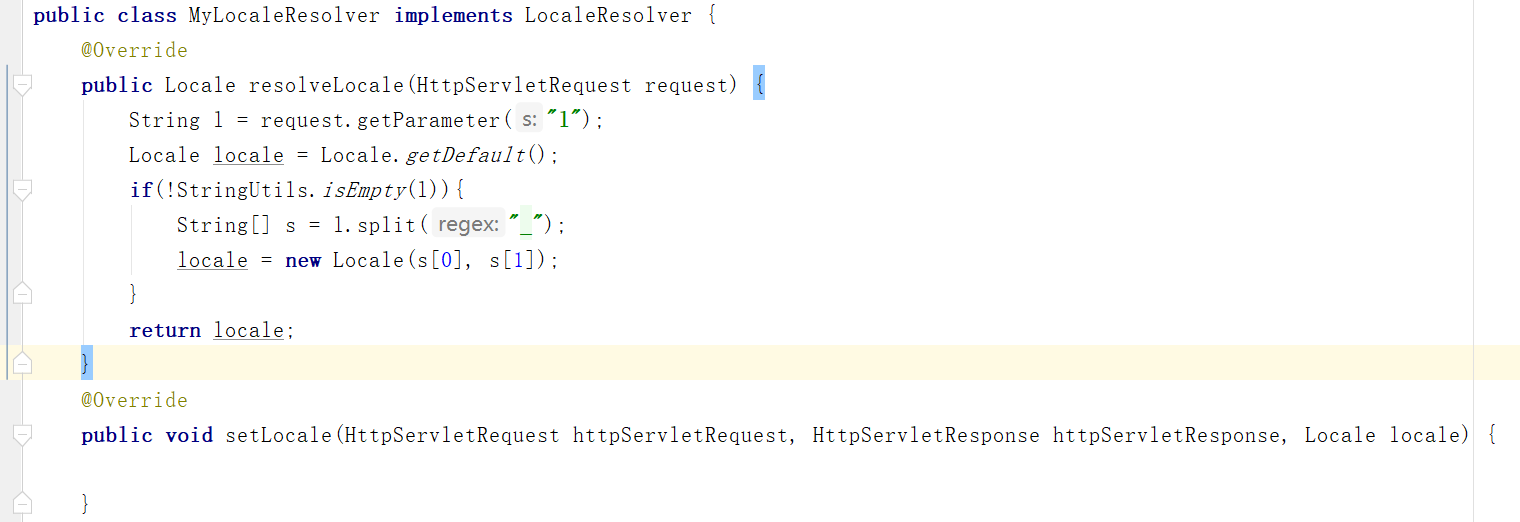 public class MyLocaleResolver implements LocaleResolver {
    @Override
    public Locale resolveLocale(HttpServletRequest request) {
        String l = request.getParameter( s: "l");
        Locale locale = Locale.getDefault();
        if(!StringUtils.isEmpty(l)){
            String[] s = l.split( regex: "_");
            locale = new Locale(s[0], s[1]);
        }
        return locale;
    }
    @Override
    public void setLocale(HttpServletRequest httpServletRequest, HttpServletResponse httpServletResponse, Locale locale) {
    }